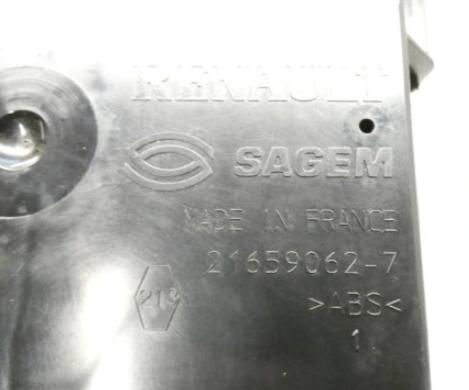 RENAULT
SAGEM
MADE IN FRANCE
21659062-7
>ABS<
1